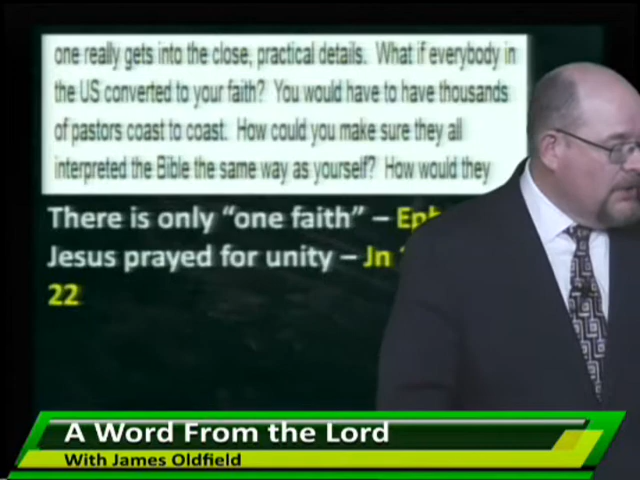 one really gets into the close, practical details. What if everybody in
the US converted to your faith? You would have to have thousands
of pastors coast to coast. How could you make sure they all
interpreted the Bible the same way as yourself? How would they
There is only “one faith” –
Jesus prayed for unity – Jn
22
A Word From the Lord
With James Oldfield